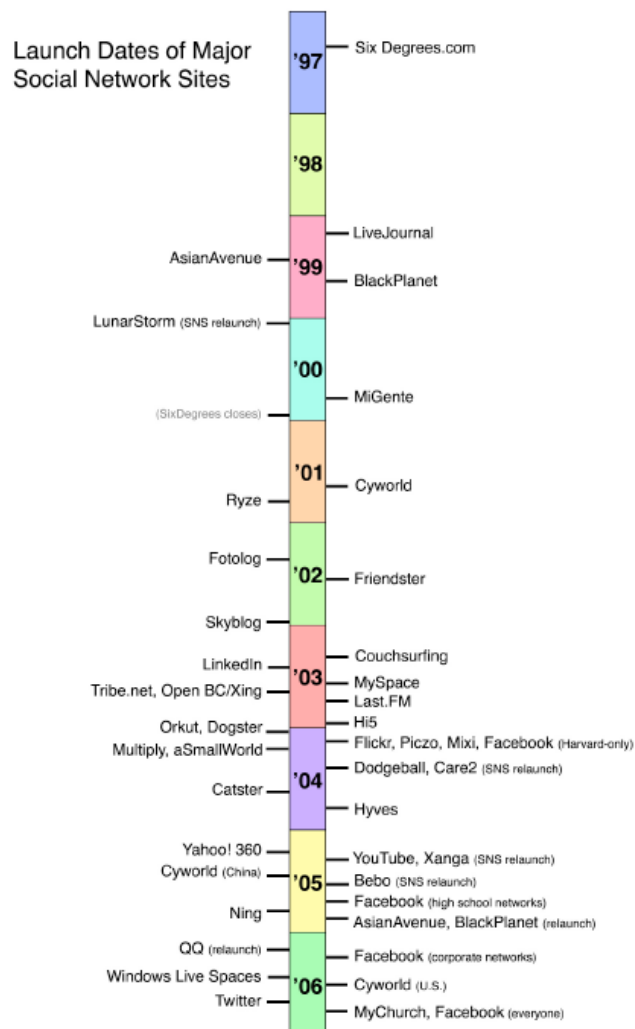 Launch Dates of Major
Social Network Sites
'97
Six Degrees.com
'98
'99
LiveJournal
AsianAvenue
BlackPlanet
LunarStorm (SNS relaunch)
'00
MiGente
(SixDegrees closes)
'01
Cyworld
Ryze
Fotolog
'02
Friendster
Skyblog
Couchsurfing
LinkedIn
'03
MySpace
Tribe.net, Open BC/Xing
Last.FM
Hi5
Orkut, Dogster
Flickr, Piczo, Mixi, Facebook (Harvard-only)
Multiply, aSmallWorld
Dodgeball, Care2 (SNS relaunch)
'04
Catster
Hyves
Yahoo! 360
YouTube, Xanga (SNS relaunch)
Cyworld (China)
'05
Bebo (SNS relaunch)
Facebook (high school networks)
Ning
AsianAvenue, BlackPlanet (relaunch)
QQ (relaunch)
Facebook (corporate networks)
Windows Live Spaces
'06
Cyworld (U.S.)
Twitter
MyChurch, Facebook (everyone)